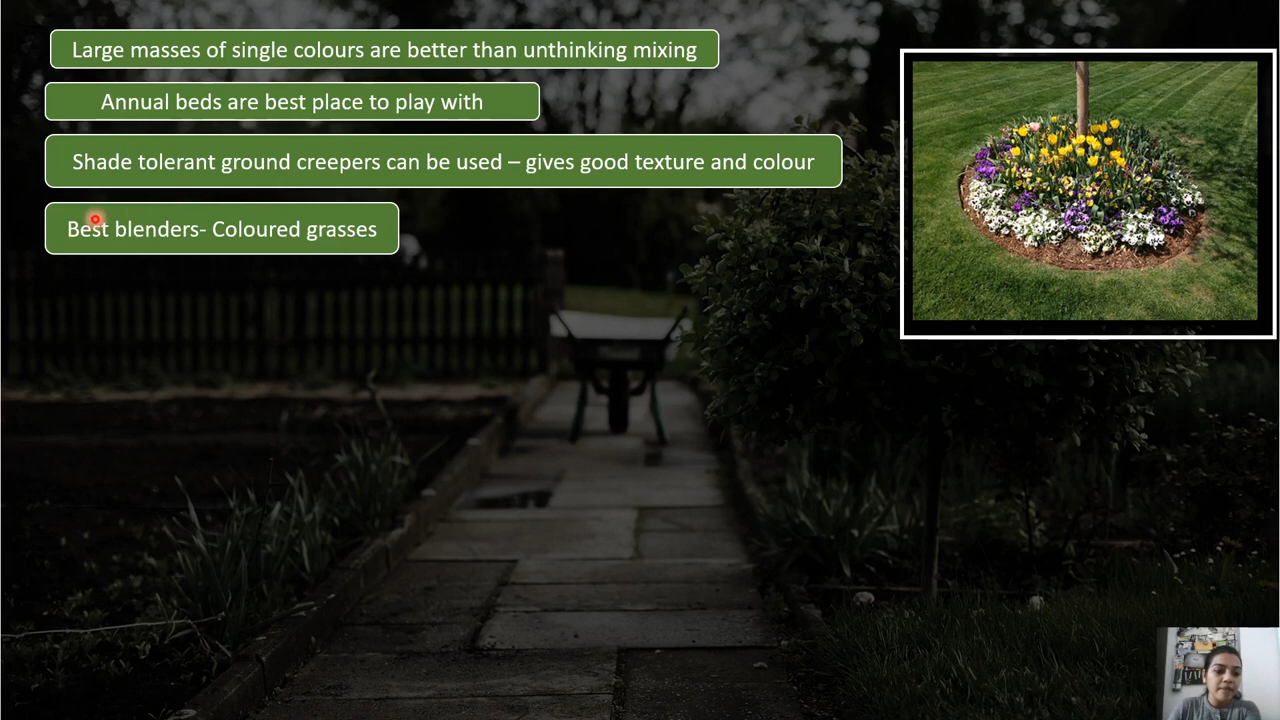 Large masses of single colours are better than unthinking mixing
Annual beds are best place to play with
Shade tolerant ground creepers can be used – gives good texture and colour
Best blenders- Coloured grasses